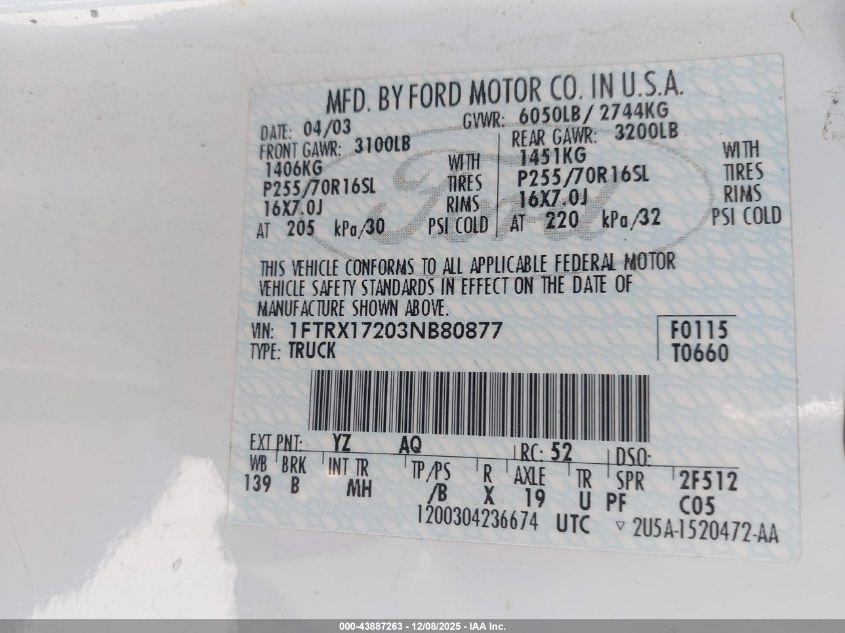 MFD. BY FORD MOTOR CO. IN U.S.A.
DATE: 04/03 GVWR: 6050LB/ 2744KG
FRONT GAWR: 3100LB REAR GAWR: 3200LB
1406KG WITH 1451KG WITH
P255/70R16SL TIRES P255/70R16SL TIRES
16X7.0J RIMS 16X7.0J RIMS
AT 205 kPa/30 PSI COLD AT 220 kPa/32 PSI COLD
Ford
THIS VEHICLE CONFORMS TO ALL APPLICABLE FEDERAL MOTOR
VEHICLE SAFETY STANDARDS IN EFFECT ON THE DATE OF
MANUFACTURE SHOWN ABOVE.
VIN: 1FTRX17203NB80877 F0115
TYPE: TRUCK T0660
EXT PNT: YZ AQ RC: 52 DSO:
WB BRK INT TR TP/PS R AXLE TR SPR 2F512
139 B MH /B X 19 U PF C05
1200304236674 UTC ▽ 2U5A-1520472-AA
000-43887263 - 12/08/2025 - IAA Inc.